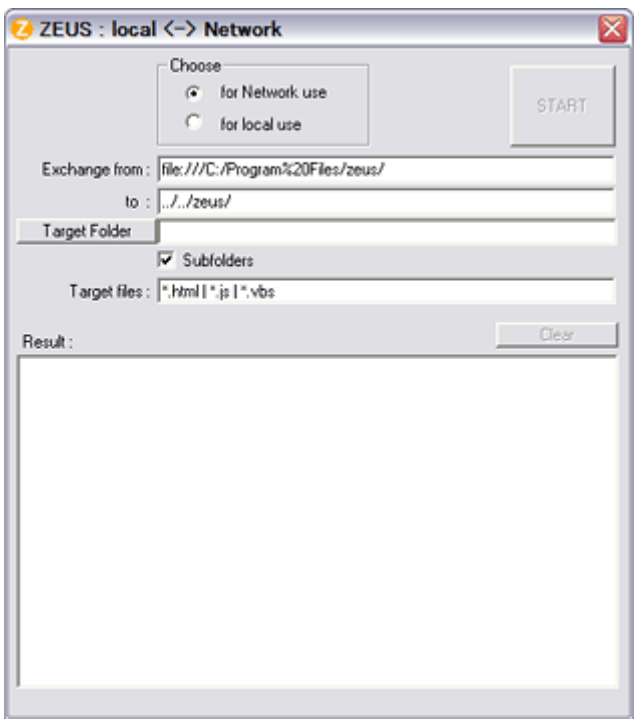 ZEUS : local <-> Network
Choose
for Network use
for local use
START
Exchange from : file:///C:/Program%20Files/zeus/
to : ../../zeus/
Target Folder
Subfolders
Target files : *.html | *.js | *.vbs
Result :
Clear